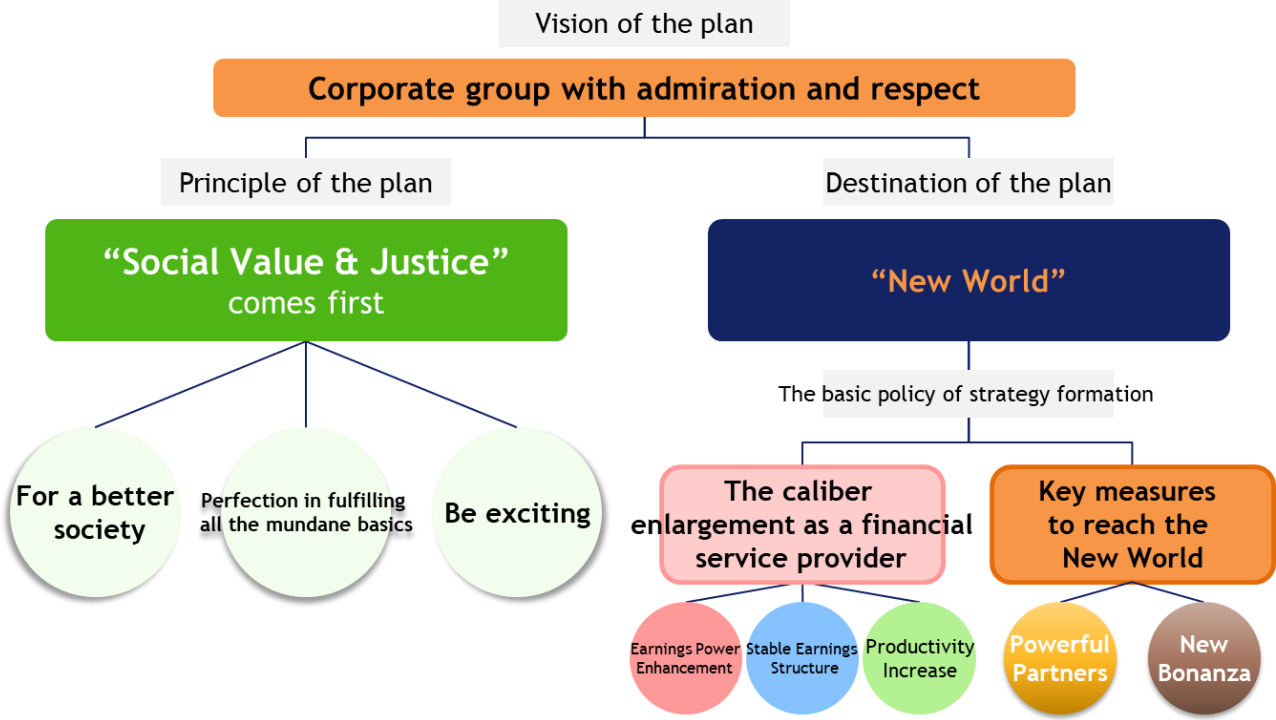 Vision of the plan
Corporate group with admiration and respect
Principle of the plan
Destination of the plan
“Social Value & Justice”
comes first
“New World”
The basic policy of strategy formation
For a better
society
Perfection in fulfilling
all the mundane basics
Be exciting
The caliber
enlargement as a financial
service provider
Key measures
to reach the
New World
Earnings Power
Enhancement
Stable Earnings
Structure
Productivity
Increase
Powerful
Partners
New
Bonanza